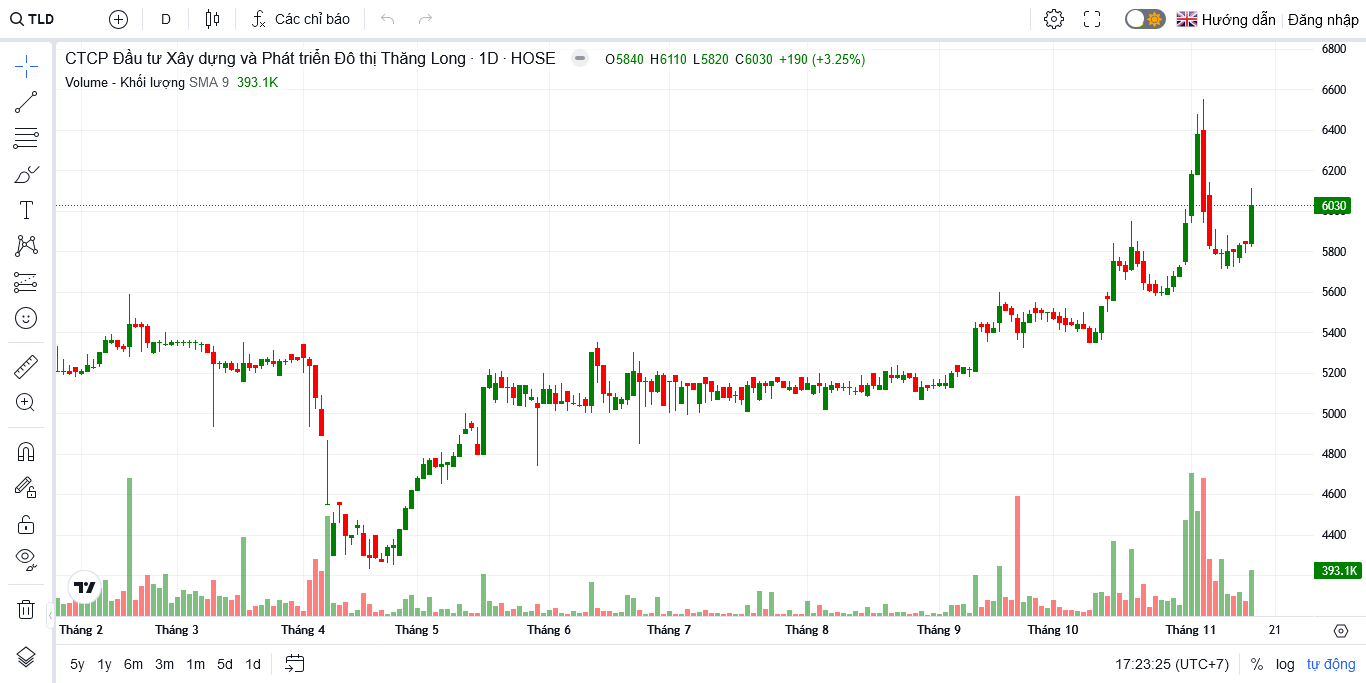 TLD
D
Các chỉ báo
Hướng dẫn
Đăng nhập
CTCP Đầu tư Xây dựng và Phát triển Đô thị Thăng Long · 1D · HOSE
O5840 H6110 L5820 C6030 +190 (+3.25%)
Volume - Khối lượng SMA 9 393.1K
6800
6600
6400
6200
6030
6000
5800
5600
5400
5200
5000
4800
4600
4400
393.1K
Tháng 2 Tháng 3 Tháng 4 Tháng 5 Tháng 6 Tháng 7 Tháng 8 Tháng 9 Tháng 10 Tháng 11 21
5y 1y 6m 3m 1m 5d 1d
17:23:25 (UTC+7) % log tự động